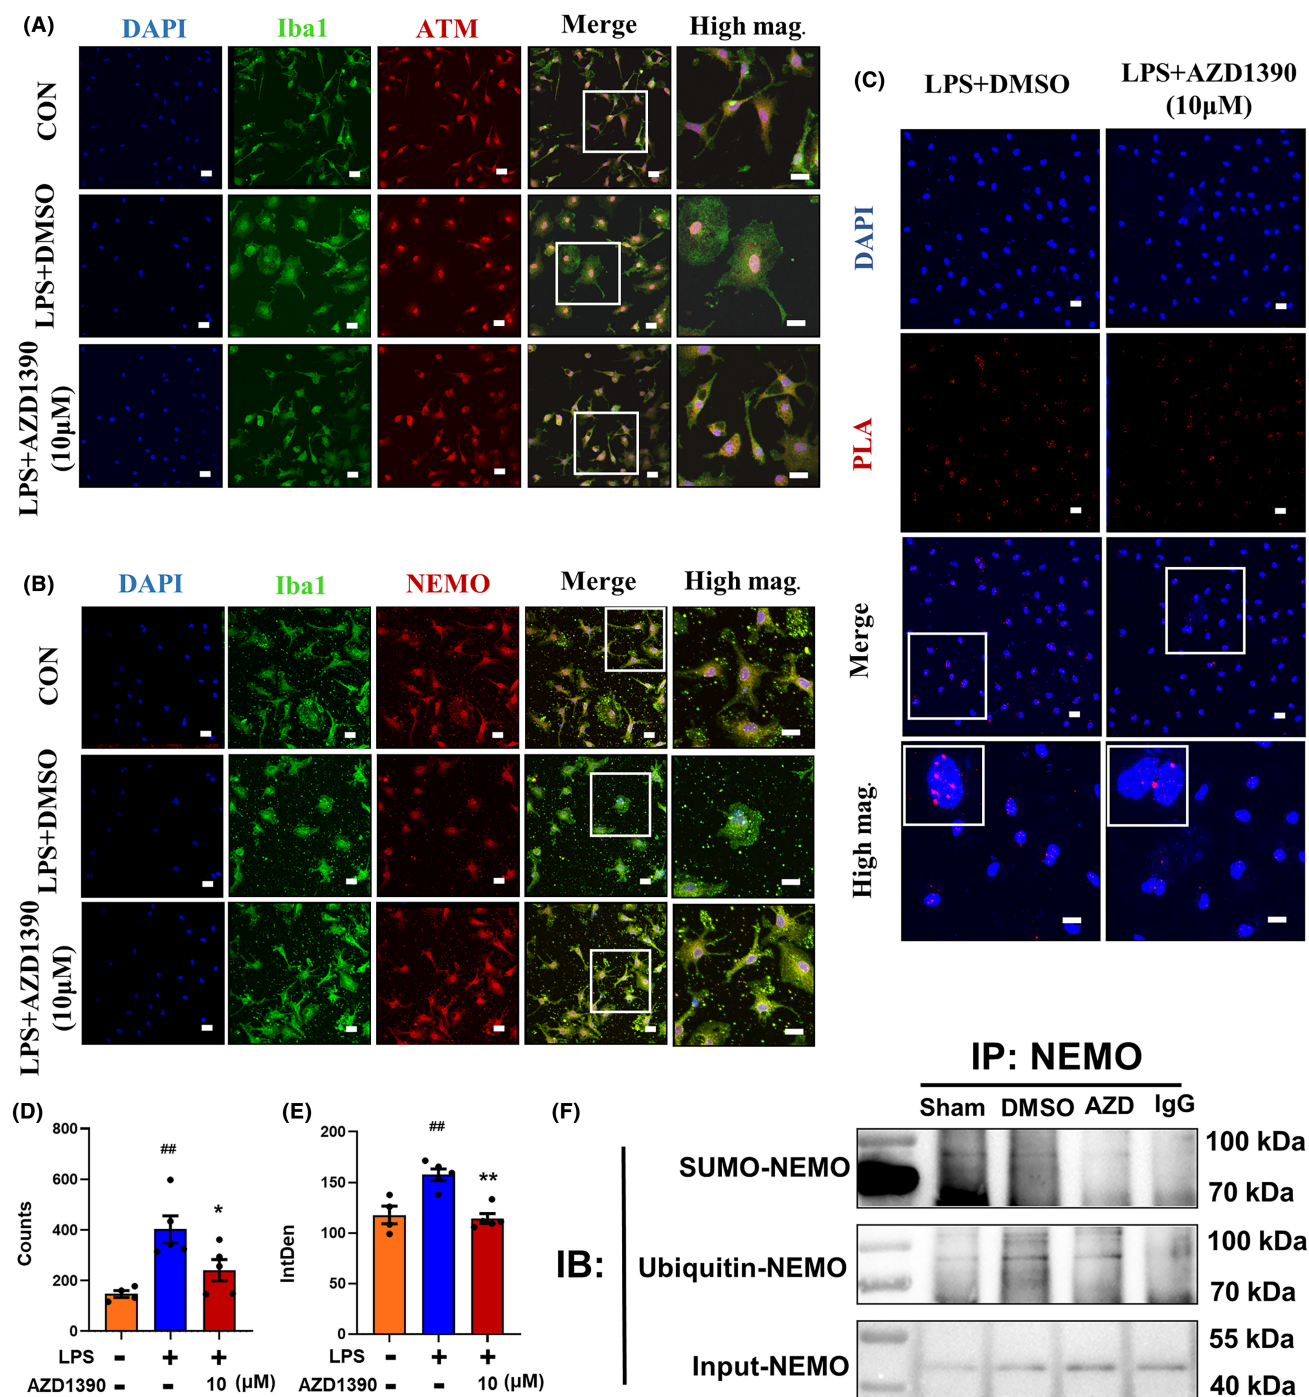 (A)
DAPI Iba1 ATM Merge High mag.
CON
LPS+DMSO
LPS+AZD1390
(10μM)
(B)
DAPI Iba1 NEMO Merge High mag.
CON
LPS+DMSO
LPS+AZD1390
(10μM)
(C)
LPS+DMSO LPS+AZD1390
(10μM)
DAPI
PLA
Merge
High mag.
(D)
Counts
800
600
400
200
0
##
*
LPS - + +
AZD1390 - - 10 (μM)
(E)
IntDen
200
150
100
50
0
##
**
LPS - + +
AZD1390 - - 10 (μM)
(F)
IP: NEMO
Sham DMSO AZD IgG
IB:
SUMO-NEMO 100 kDa
70 kDa
Ubiquitin-NEMO 100 kDa
70 kDa
Input-NEMO 55 kDa
40 kDa